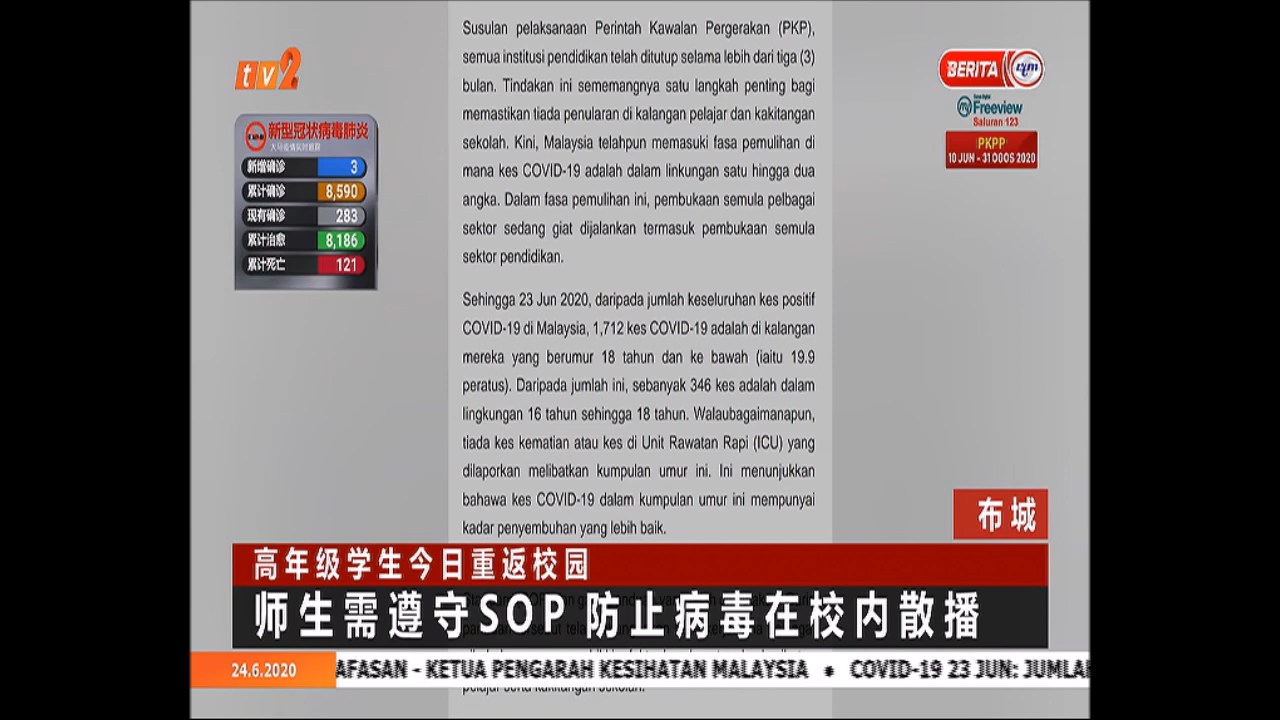 Susulan pelaksanaan Perintah Kawalan Pergerakan (PKP),
semua institusi pendidikan telah ditutup selama lebih dari tiga (3)
bulan. Tindakan ini sememangnya satu langkah penting bagi
memastikan tiada penularan di kalangan pelajar dan kakitangan
sekolah. Kini, Malaysia telahpun memasuki fasa pemulihan di
mana kes COVID-19 adalah dalam linkungan satu hingga dua
angka. Dalam fasa pemulihan ini, pembukaan semula pelbagai
sektor sedang giat dijalankan termasuk pembukaan semula
sektor pendidikan.
Sehingga 23 Jun 2020, daripada jumlah keseluruhan kes positif
COVID-19 di Malaysia, 1,712 kes COVID-19 adalah di kalangan
mereka yang berumur 18 tahun dan ke bawah (iaitu 19.9
peratus). Daripada jumlah ini, sebanyak 346 kes adalah dalam
lingkungan 16 tahun sehingga 18 tahun. Walaubagaimanapun,
tiada kes kematian atau kes di Unit Rawatan Rapi (ICU) yang
dilaporkan melibatkan kumpulan umur ini. Ini menunjukkan
bahawa kes COVID-19 dalam kumpulan umur ini mempunyai
kadar penyembuhan yang lebih baik.
tv2
新型冠状病毒肺炎
新增确诊 3
累计确诊 8,590
现有确诊 283
累计治愈 8,186
累计死亡 121
BERITA rtm
myFreeview
Saluran 123
PKPP
10 JUN - 31 OGOS 2020
布城
高年级学生今日重返校园
师生需遵守SOP 防止病毒在校内散播
24.6.2020 AFASAN - KETUA PENGARAH KESIHATAN MALAYSIA • COVID-19 23 JUN: JUMLA
pelajar serta kakitangan sekolah.